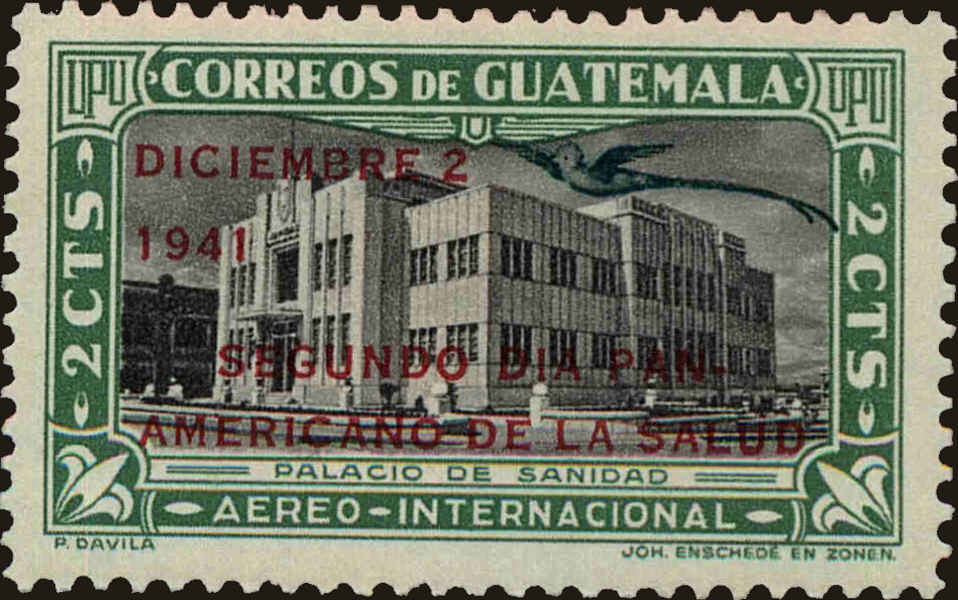 UPU CORREOS DE GUATEMALA UPU
DICIEMBRE 2
1941
2 CTS
2 CTS
SEGUNDO DIA PAN-
AMERICANO DE LA SALUD
PALACIO DE SANIDAD
AEREO-INTERNACIONAL
P. DAVILA
JOH. ENSCHEDÉ EN ZONEN.